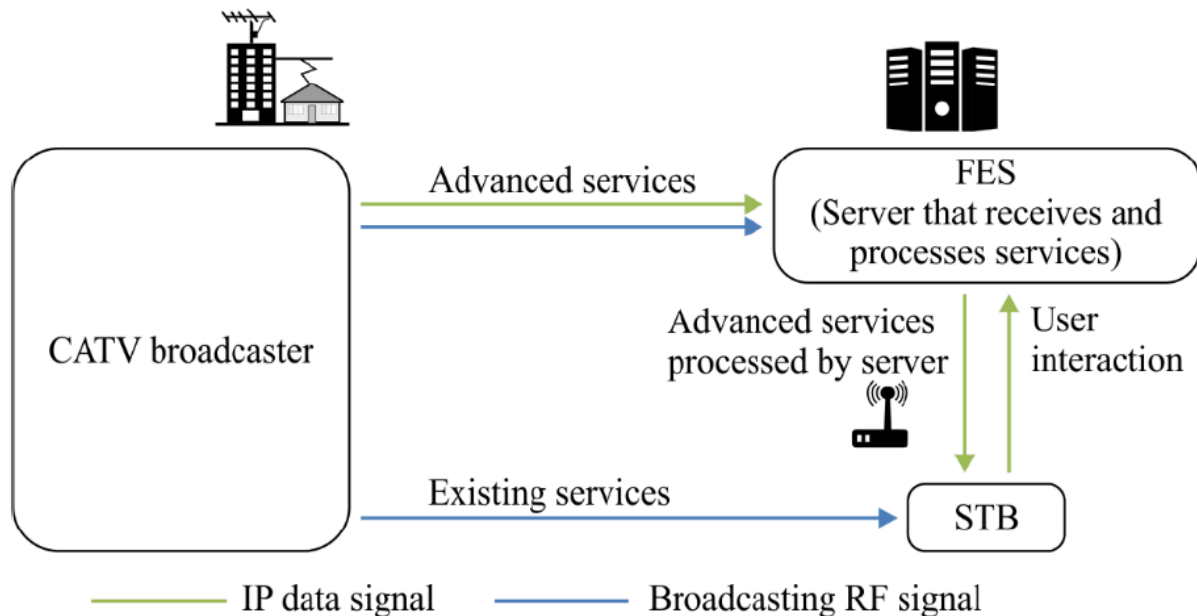 Advanced services
FES
(Server that receives and
processes services)
CATV broadcaster
Advanced services
processed by server
User
interaction
Existing services
STB
IP data signal
Broadcasting RF signal